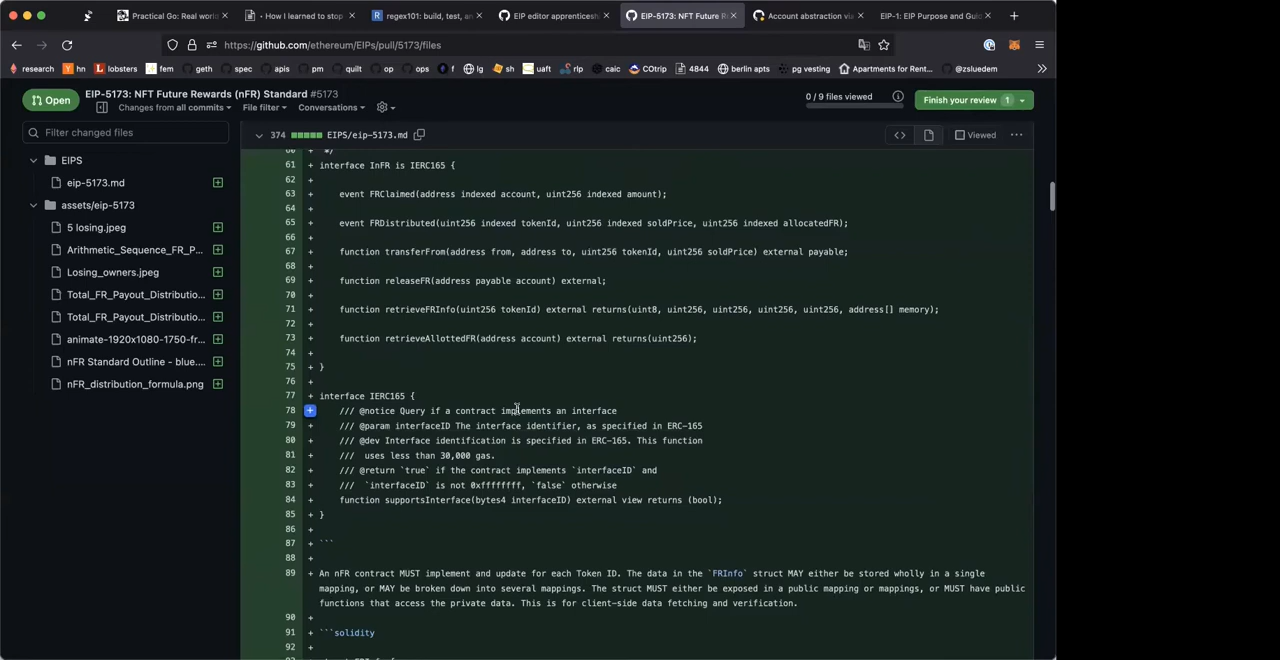 Practical Go: Real worl
· How I learned to stop
regex101: build, test, an
EIP editor apprenticesh
EIP-5173: NFT Future R
Account abstraction via
EIP-1: EIP Purpose and Gui
https://github.com/ethereum/EIPs/pull/5173/files
research
hn
lobsters
fem
geth
spec
apis
pm
quilt
op
ops
f
lg
sh
uaft
rlp
caic
COtrip
4844
berlin apts
pg vesting
Apartments for Rent...
@zsluedem
Open
EIP-5173: NFT Future Rewards (nFR) Standard #5173
Changes from all commits
File filter
Conversations
0 / 9 files viewed
Finish your review 1
Filter changed files
EIPS
eip-5173.md
assets/eip-5173
5 losing.jpeg
Arithmetic_Sequence_FR_P...
Losing_owners.jpeg
Total_FR_Payout_Distributio...
Total_FR_Payout_Distributio...
animate-1920x1080-1750-fr...
nFR Standard Outline – blue....
nFR_distribution_formula.png
374 EIPS/eip-5173.md
Viewed
60 + */
61 + interface InFR is IERC165 {
62 +
63 + event FRClaimed(address indexed account, uint256 indexed amount);
64 +
65 + event FRDistributed(uint256 indexed tokenId, uint256 indexed soldPrice, uint256 indexed allocatedFR);
66 +
67 + function transferFrom(address from, address to, uint256 tokenId, uint256 soldPrice) external payable;
68 +
69 + function releaseFR(address payable account) external;
70 +
71 + function retrieveFRInfo(uint256 tokenId) external returns(uint8, uint256, uint256, uint256, uint256, address[] memory);
72 +
73 + function retrieveAllottedFR(address account) external returns(uint256);
74 +
75 + }
76 +
77 + interface IERC165 {
78 + /// @notice Query if a contract implements an interface
79 + /// @param interfaceID The interface identifier, as specified in ERC-165
80 + /// @dev Interface identification is specified in ERC-165. This function
81 + /// uses less than 30,000 gas.
82 + /// @return `true` if the contract implements `interfaceID` and
83 + /// `interfaceID` is not 0xffffffff, `false` otherwise
84 + function supportsInterface(bytes4 interfaceID) external view returns (bool);
85 + }
86 +
87 + ```
88 +
89 + An nFR contract MUST implement and update for each Token ID. The data in the `FRInfo` struct MAY either be stored wholly in a single
mapping, or MAY be broken down into several mappings. The struct MUST either be exposed in a public mapping or mappings, or MUST have public
functions that access the private data. This is for client-side data fetching and verification.
90 +
91 + ```solidity
92 +